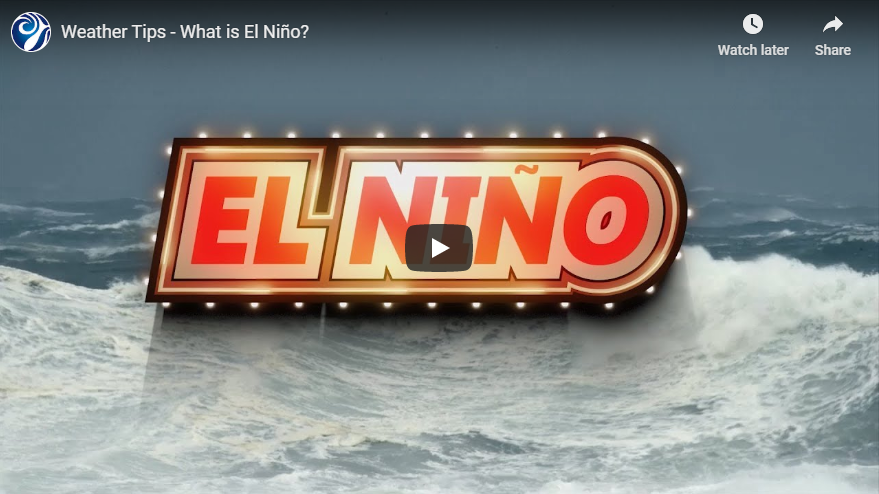 Weather Tips - What is El Niño?
Watch later
Share
EL NIÑO